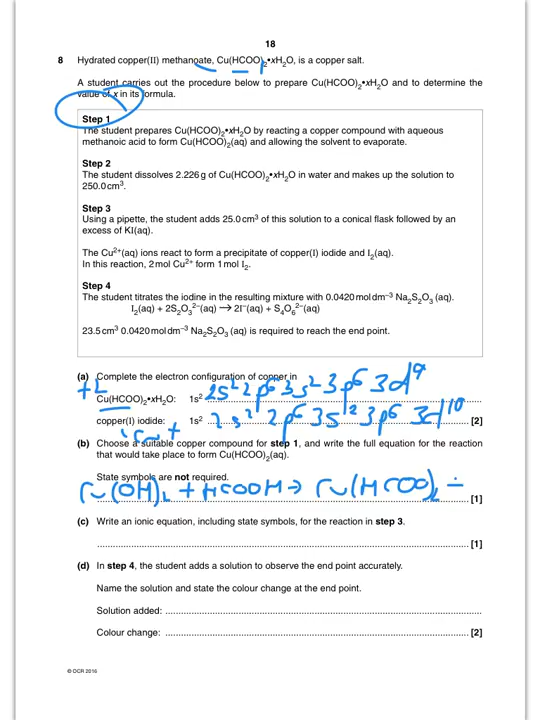 18
8 Hydrated copper(II) methanoate, Cu(HCOO)₂•xH₂O, is a copper salt.
A student carries out the procedure below to prepare Cu(HCOO)₂•xH₂O and to determine the
value of x in its formula.
Step 1
The student prepares Cu(HCOO)₂•xH₂O by reacting a copper compound with aqueous
methanoic acid to form Cu(HCOO)₂(aq) and allowing the solvent to evaporate.
Step 2
The student dissolves 2.226 g of Cu(HCOO)₂•xH₂O in water and makes up the solution to
250.0 cm³.
Step 3
Using a pipette, the student adds 25.0 cm³ of this solution to a conical flask followed by an
excess of KI(aq).
The Cu²⁺(aq) ions react to form a precipitate of copper(I) iodide and I₂(aq).
In this reaction, 2 mol Cu²⁺ form 1 mol I₂.
Step 4
The student titrates the iodine in the resulting mixture with 0.0420 mol dm⁻³ Na₂S₂O₃ (aq).
I₂(aq) + 2S₂O₃²⁻(aq) → 2I⁻(aq) + S₄O₆²⁻(aq)
23.5 cm³ 0.0420 mol dm⁻³ Na₂S₂O₃ (aq) is required to reach the end point.
(a) Complete the electron configuration of copper in
+2
Cu(HCOO)₂•xH₂O: 1s² 2s² 2p⁶ 3s² 3p⁶ 3d⁹
copper(I) iodide: 1s² 2s² 2p⁶ 3s² 3p⁶ 3d¹⁰ [2]
Cu +
(b) Choose a suitable copper compound for step 1, and write the full equation for the reaction
that would take place to form Cu(HCOO)₂(aq).
State symbols are not required.
Cu(OH)₂ + HCOOH → Cu(HCOO)₂ + [1]
(c) Write an ionic equation, including state symbols, for the reaction in step 3.
[1]
(d) In step 4, the student adds a solution to observe the end point accurately.
Name the solution and state the colour change at the end point.
Solution added:
Colour change: [2]
© OCR 2016